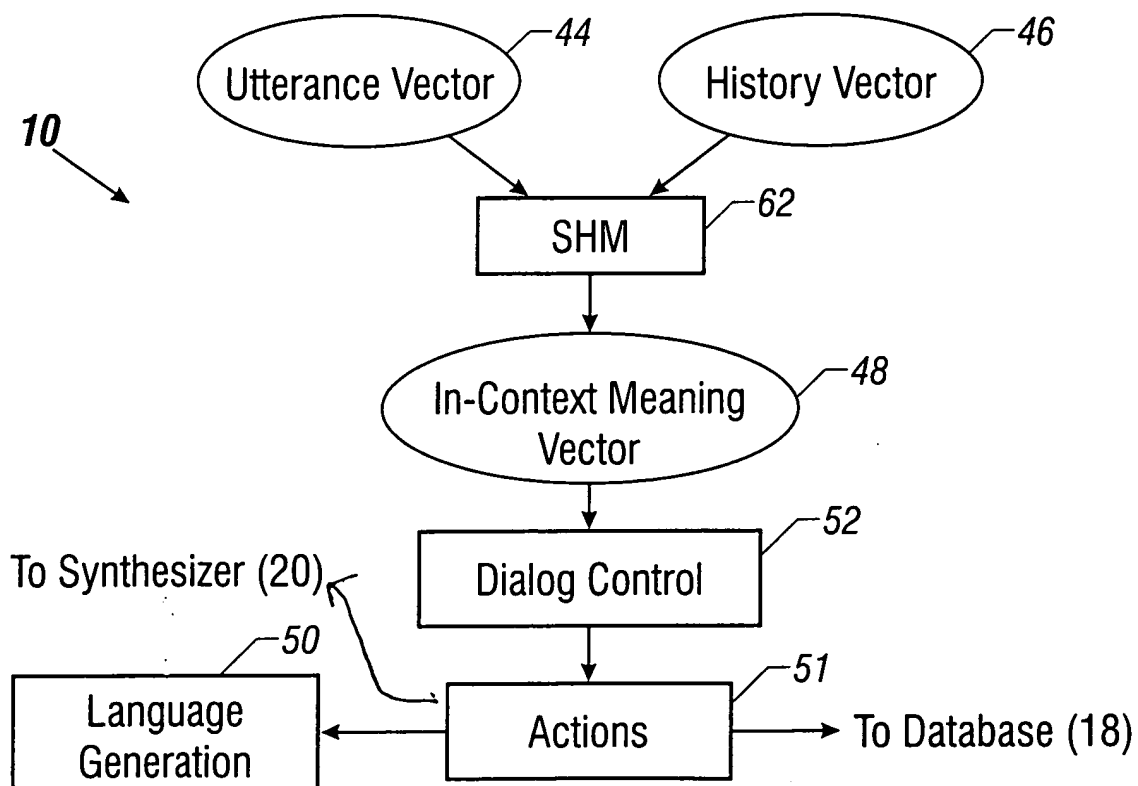 44
46
Utterance Vector
History Vector
10
62
SHM
48
In-Context Meaning
Vector
52
Dialog Control
To Synthesizer (20)
50
51
Language
Generation
Actions
To Database (18)